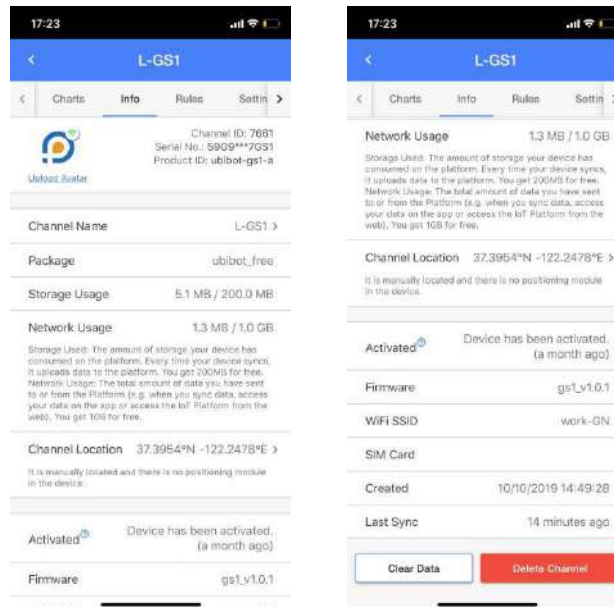 17:23
L-GS1
Charts Info Rules Settin
Channel ID: 7661
Serial No.: 59G9***7GS1
Product ID: ubibot-gs1-a
Upload Avatar
Channel Name L-GS1
Package ubibot_free
Storage Usage 5.1 MB / 200.0 MB
Network Usage 1.3 MB / 1.0 GB
Storage Used: The amount of storage your device has
consumed on the platform. Every time your device syncs,
it uploads data to the platform. You get 200MB for free.
Network Usage: The total amount of data you have sent
to or from the Platform (e.g. when you sync data, access
your data on the app or access the IoT Platform from the
web). You get 1GB for free.
Channel Location 37.3954°N -122.2478°E
It is manually located and there is no positioning module
in the device.
Activated Device has been activated.
(a month ago)
Firmware gs1_v1.0.1
17:23
L-GS1
Charts Info Rules Settin
Network Usage 1.3 MB / 1.0 GB
Storage Used: The amount of storage your device has
consumed on the platform. Every time your device syncs,
it uploads data to the platform. You get 200MB for free.
Network Usage: The total amount of data you have sent
to or from the Platform (e.g. when you sync data, access
your data on the app or access the IoT Platform from the
web). You get 1GB for free.
Channel Location 37.3954°N -122.2478°E
It is manually located and there is no positioning module
in the device.
Activated Device has been activated.
(a month ago)
Firmware gs1_v1.0.1
WiFi SSID work-GN
SIM Card
Created 10/10/2019 14:49:28
Last Sync 14 minutes ago
Clear Data Delete Channel